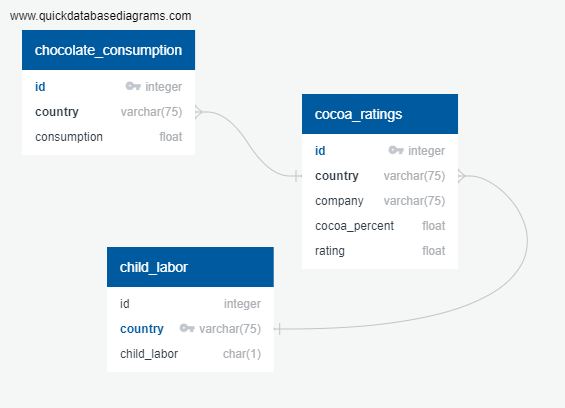 www.quickdatabasediagrams.com
chocolate_consumption
id integer
country varchar(75)
consumption float
cocoa_ratings
id integer
country varchar(75)
company varchar(75)
cocoa_percent float
rating float
child_labor
id integer
country varchar(75)
child_labor char(1)